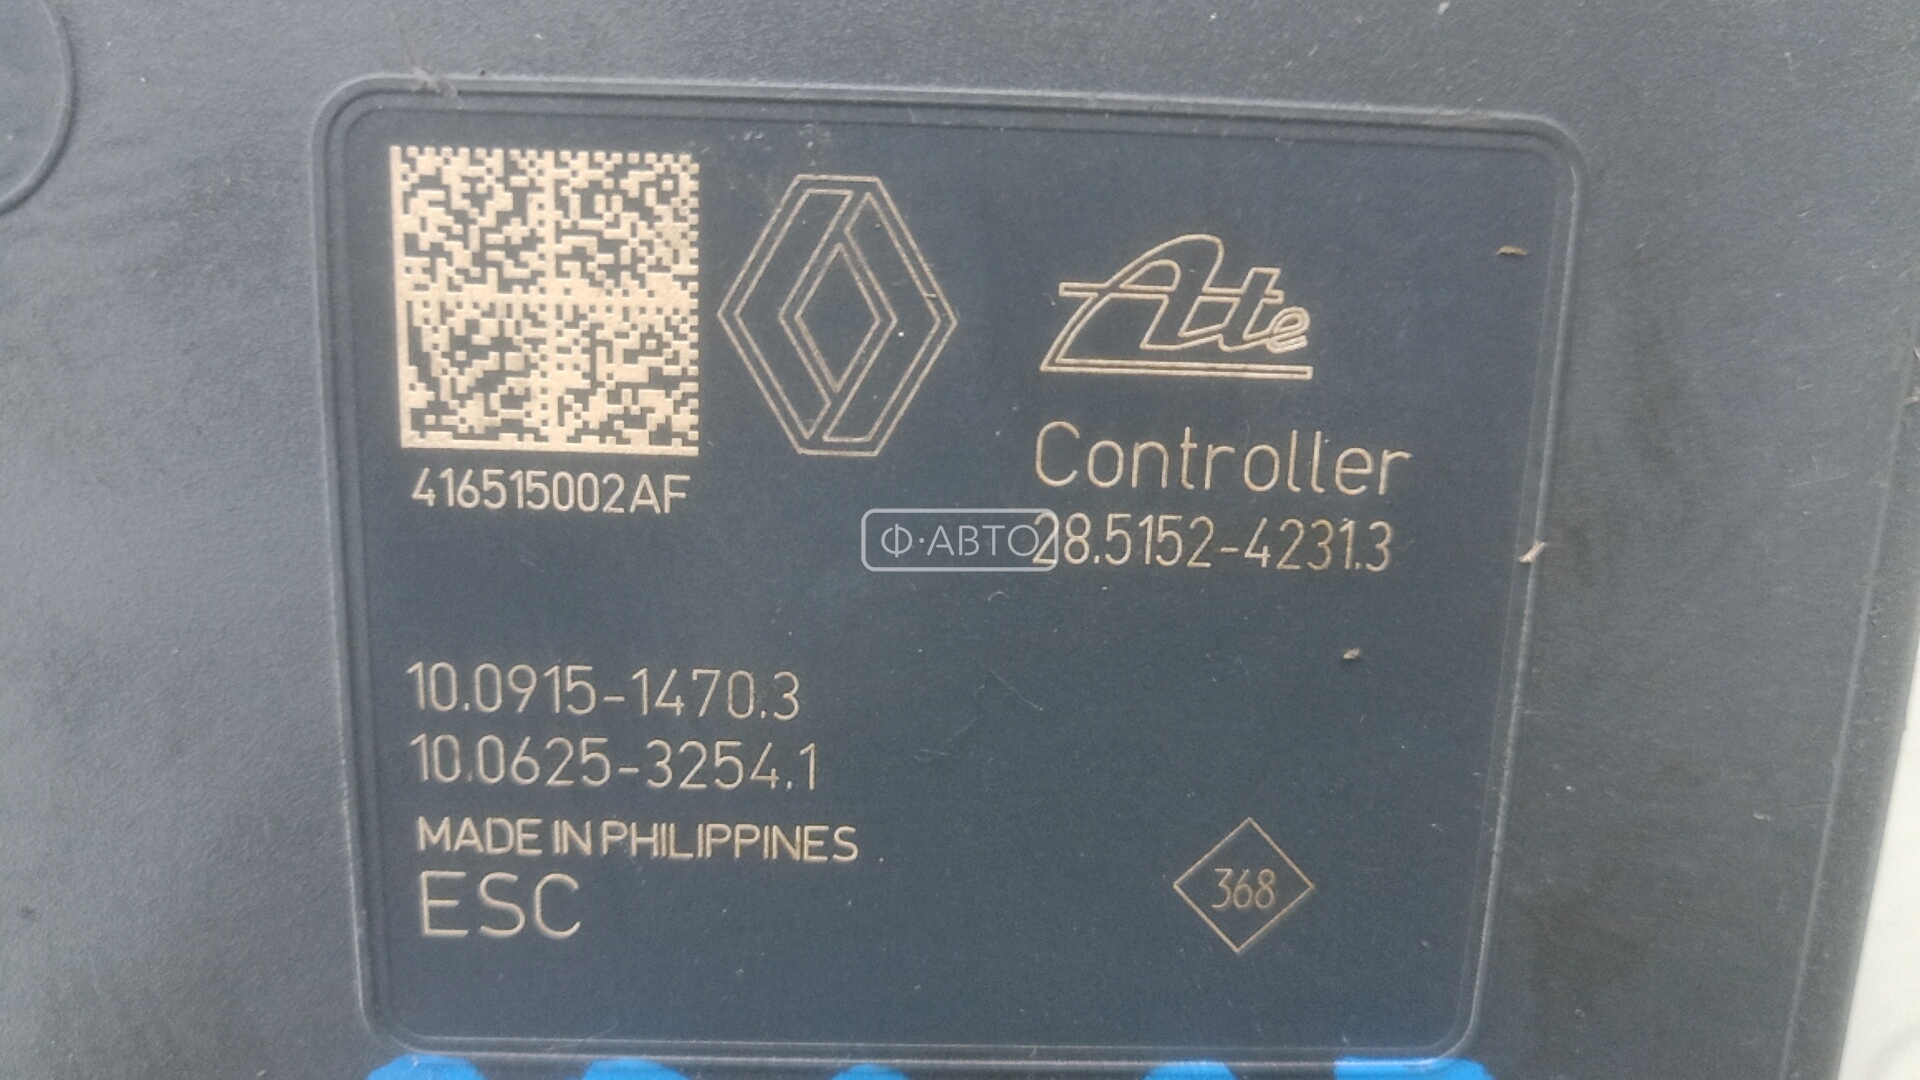 Ate
416515002AF
Controller
Ф·АВТО
28.5152-4231.3
10.0915-1470.3
10.0625-3254.1
MADE IN PHILIPPINES
ESC
368